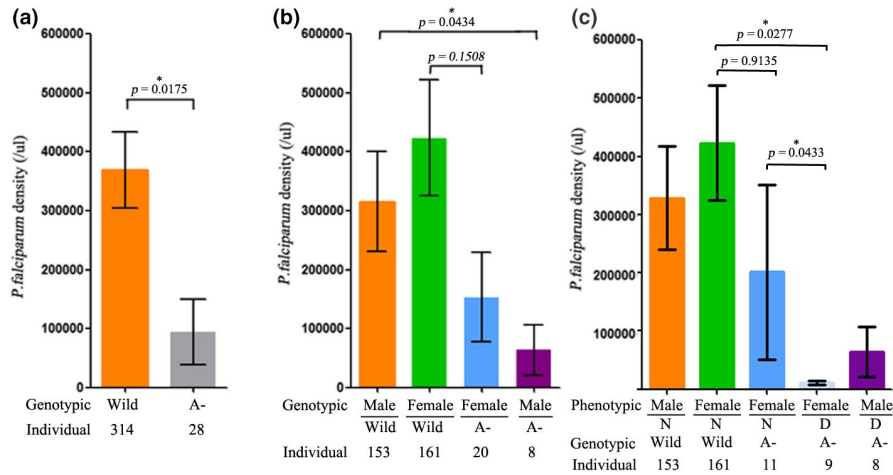 (a)
600000
500000
400000
300000
200000
100000
0
P.falciparum density (/ul)
*
p = 0.0175
Genotypic Wild A-
Individual 314 28
(b)
600000
500000
400000
300000
200000
100000
0
P.falciparum density (/ul)
*
p = 0.0434
p = 0.1508
Genotypic Male Female Female Male
Wild Wild A- A-
Individual 153 161 20 8
(c)
600000
500000
400000
300000
200000
100000
P.falciparum density (/ul)
*
p = 0.0277
p = 0.9135
*
p = 0.0433
Phenotypic Male Female Female Female Male
N N N D D
Genotypic Wild Wild A- A- A-
Individual 153 161 11 9 8